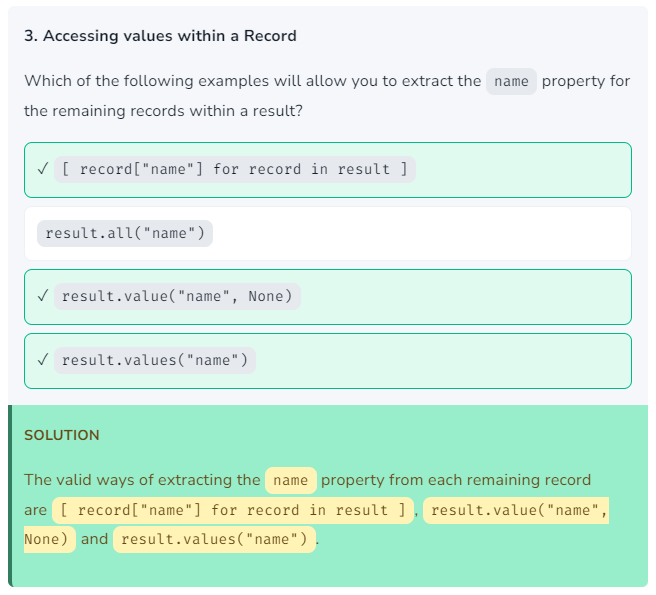 3. Accessing values within a Record
Which of the following examples will allow you to extract the name property for
the remaining records within a result?
✓ [ record["name"] for record in result ]
result.all("name")
✓ result.value("name", None)
✓ result.values("name")
SOLUTION
The valid ways of extracting the name property from each remaining record
are [ record["name"] for record in result ] , result.value("name",
None) and result.values("name") .